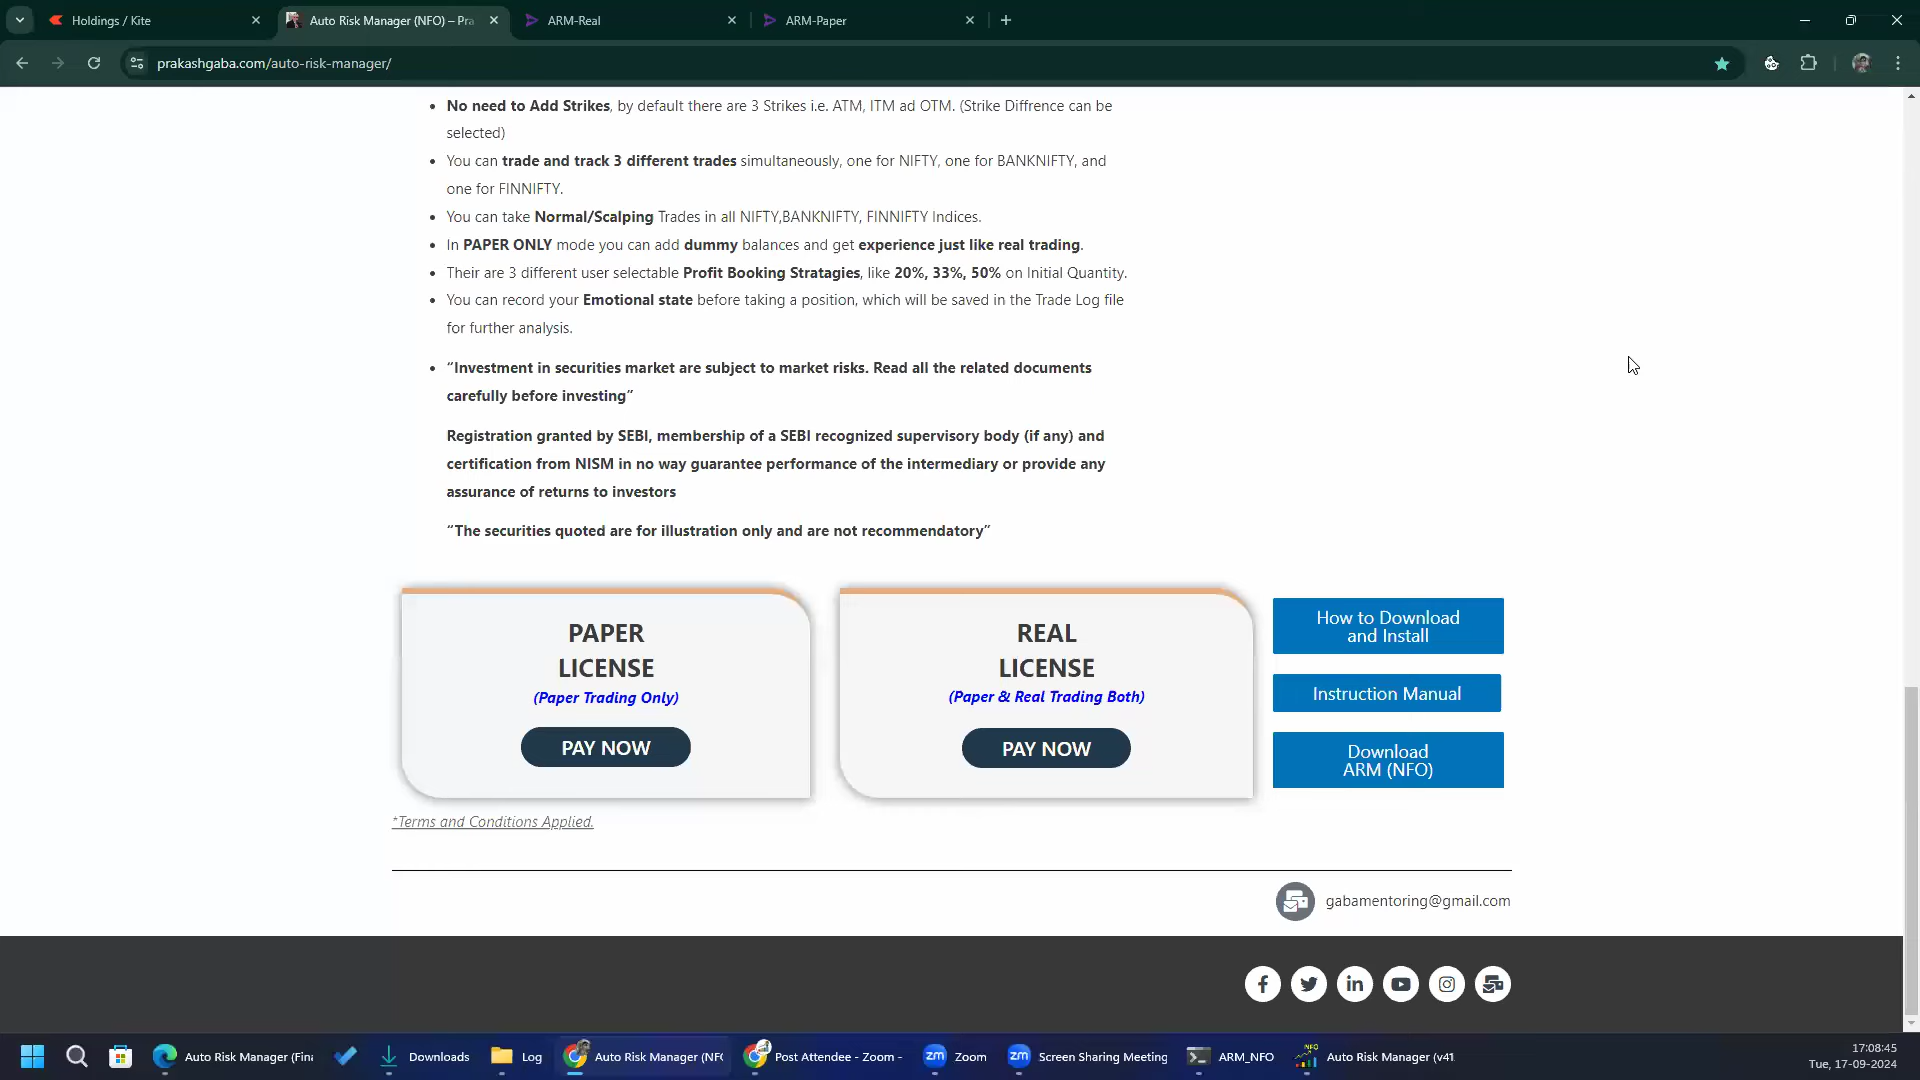 Holdings / Kite
Auto Risk Manager (NFO) – Pra
ARM-Real
ARM-Paper
prakashgaba.com/auto-risk-manager/
No need to Add Strikes, by default there are 3 Strikes i.e. ATM, ITM ad OTM. (Strike Diffrence can be
selected)
You can trade and track 3 different trades simultaneously, one for NIFTY, one for BANKNIFTY, and
one for FINNIFTY.
You can take Normal/Scalping Trades in all NIFTY,BANKNIFTY, FINNIFTY Indices.
In PAPER ONLY mode you can add dummy balances and get experience just like real trading.
Their are 3 different user selectable Profit Booking Stratagies, like 20%, 33%, 50% on Initial Quantity.
You can record your Emotional state before taking a position, which will be saved in the Trade Log file
for further analysis.
“Investment in securities market are subject to market risks. Read all the related documents
carefully before investing”
Registration granted by SEBI, membership of a SEBI recognized supervisory body (if any) and
certification from NISM in no way guarantee performance of the intermediary or provide any
assurance of returns to investors
“The securities quoted are for illustration only and are not recommendatory”
PAPER
LICENSE
(Paper Trading Only)
PAY NOW
REAL
LICENSE
(Paper & Real Trading Both)
PAY NOW
How to Download
and Install
Instruction Manual
Download
ARM (NFO)
*Terms and Conditions Applied.
gabamentoring@gmail.com
Auto Risk Manager (Fina
Downloads
Log
Auto Risk Manager (NFO
Post Attendee - Zoom -
Zoom
Screen Sharing Meeting
ARM_NFO
Auto Risk Manager (v41
17:08:45
Tue, 17-09-2024